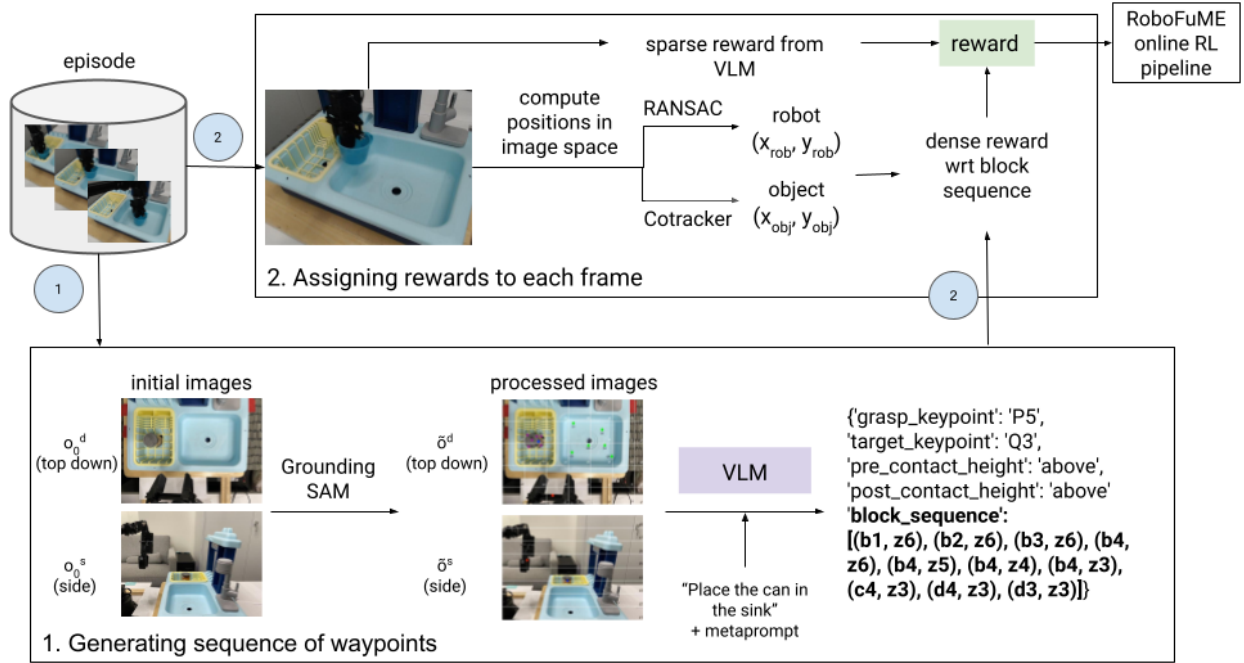 episode
1
2
sparse reward from
VLM
reward
RoboFuME
online RL
pipeline
compute
positions in
image space
RANSAC
robot
(x_rob, y_rob)
Cotracker
object
(x_obj, y_obj)
dense reward
wrt block
sequence
2. Assigning rewards to each frame
2
initial images
o_0^d
(top down)
o_0^s
(side)
Grounding
SAM
processed images
õ^d
(top down)
õ^s
(side)
VLM
“Place the can in
the sink”
+ metaprompt
{'grasp_keypoint': 'P5',
'target_keypoint': 'Q3',
'pre_contact_height': 'above',
'post_contact_height': 'above'
'block_sequence':
[(b1, z6), (b2, z6), (b3, z6), (b4,
z6), (b4, z5), (b4, z4), (b4, z3),
(c4, z3), (d4, z3), (d3, z3)]}
1. Generating sequence of waypoints